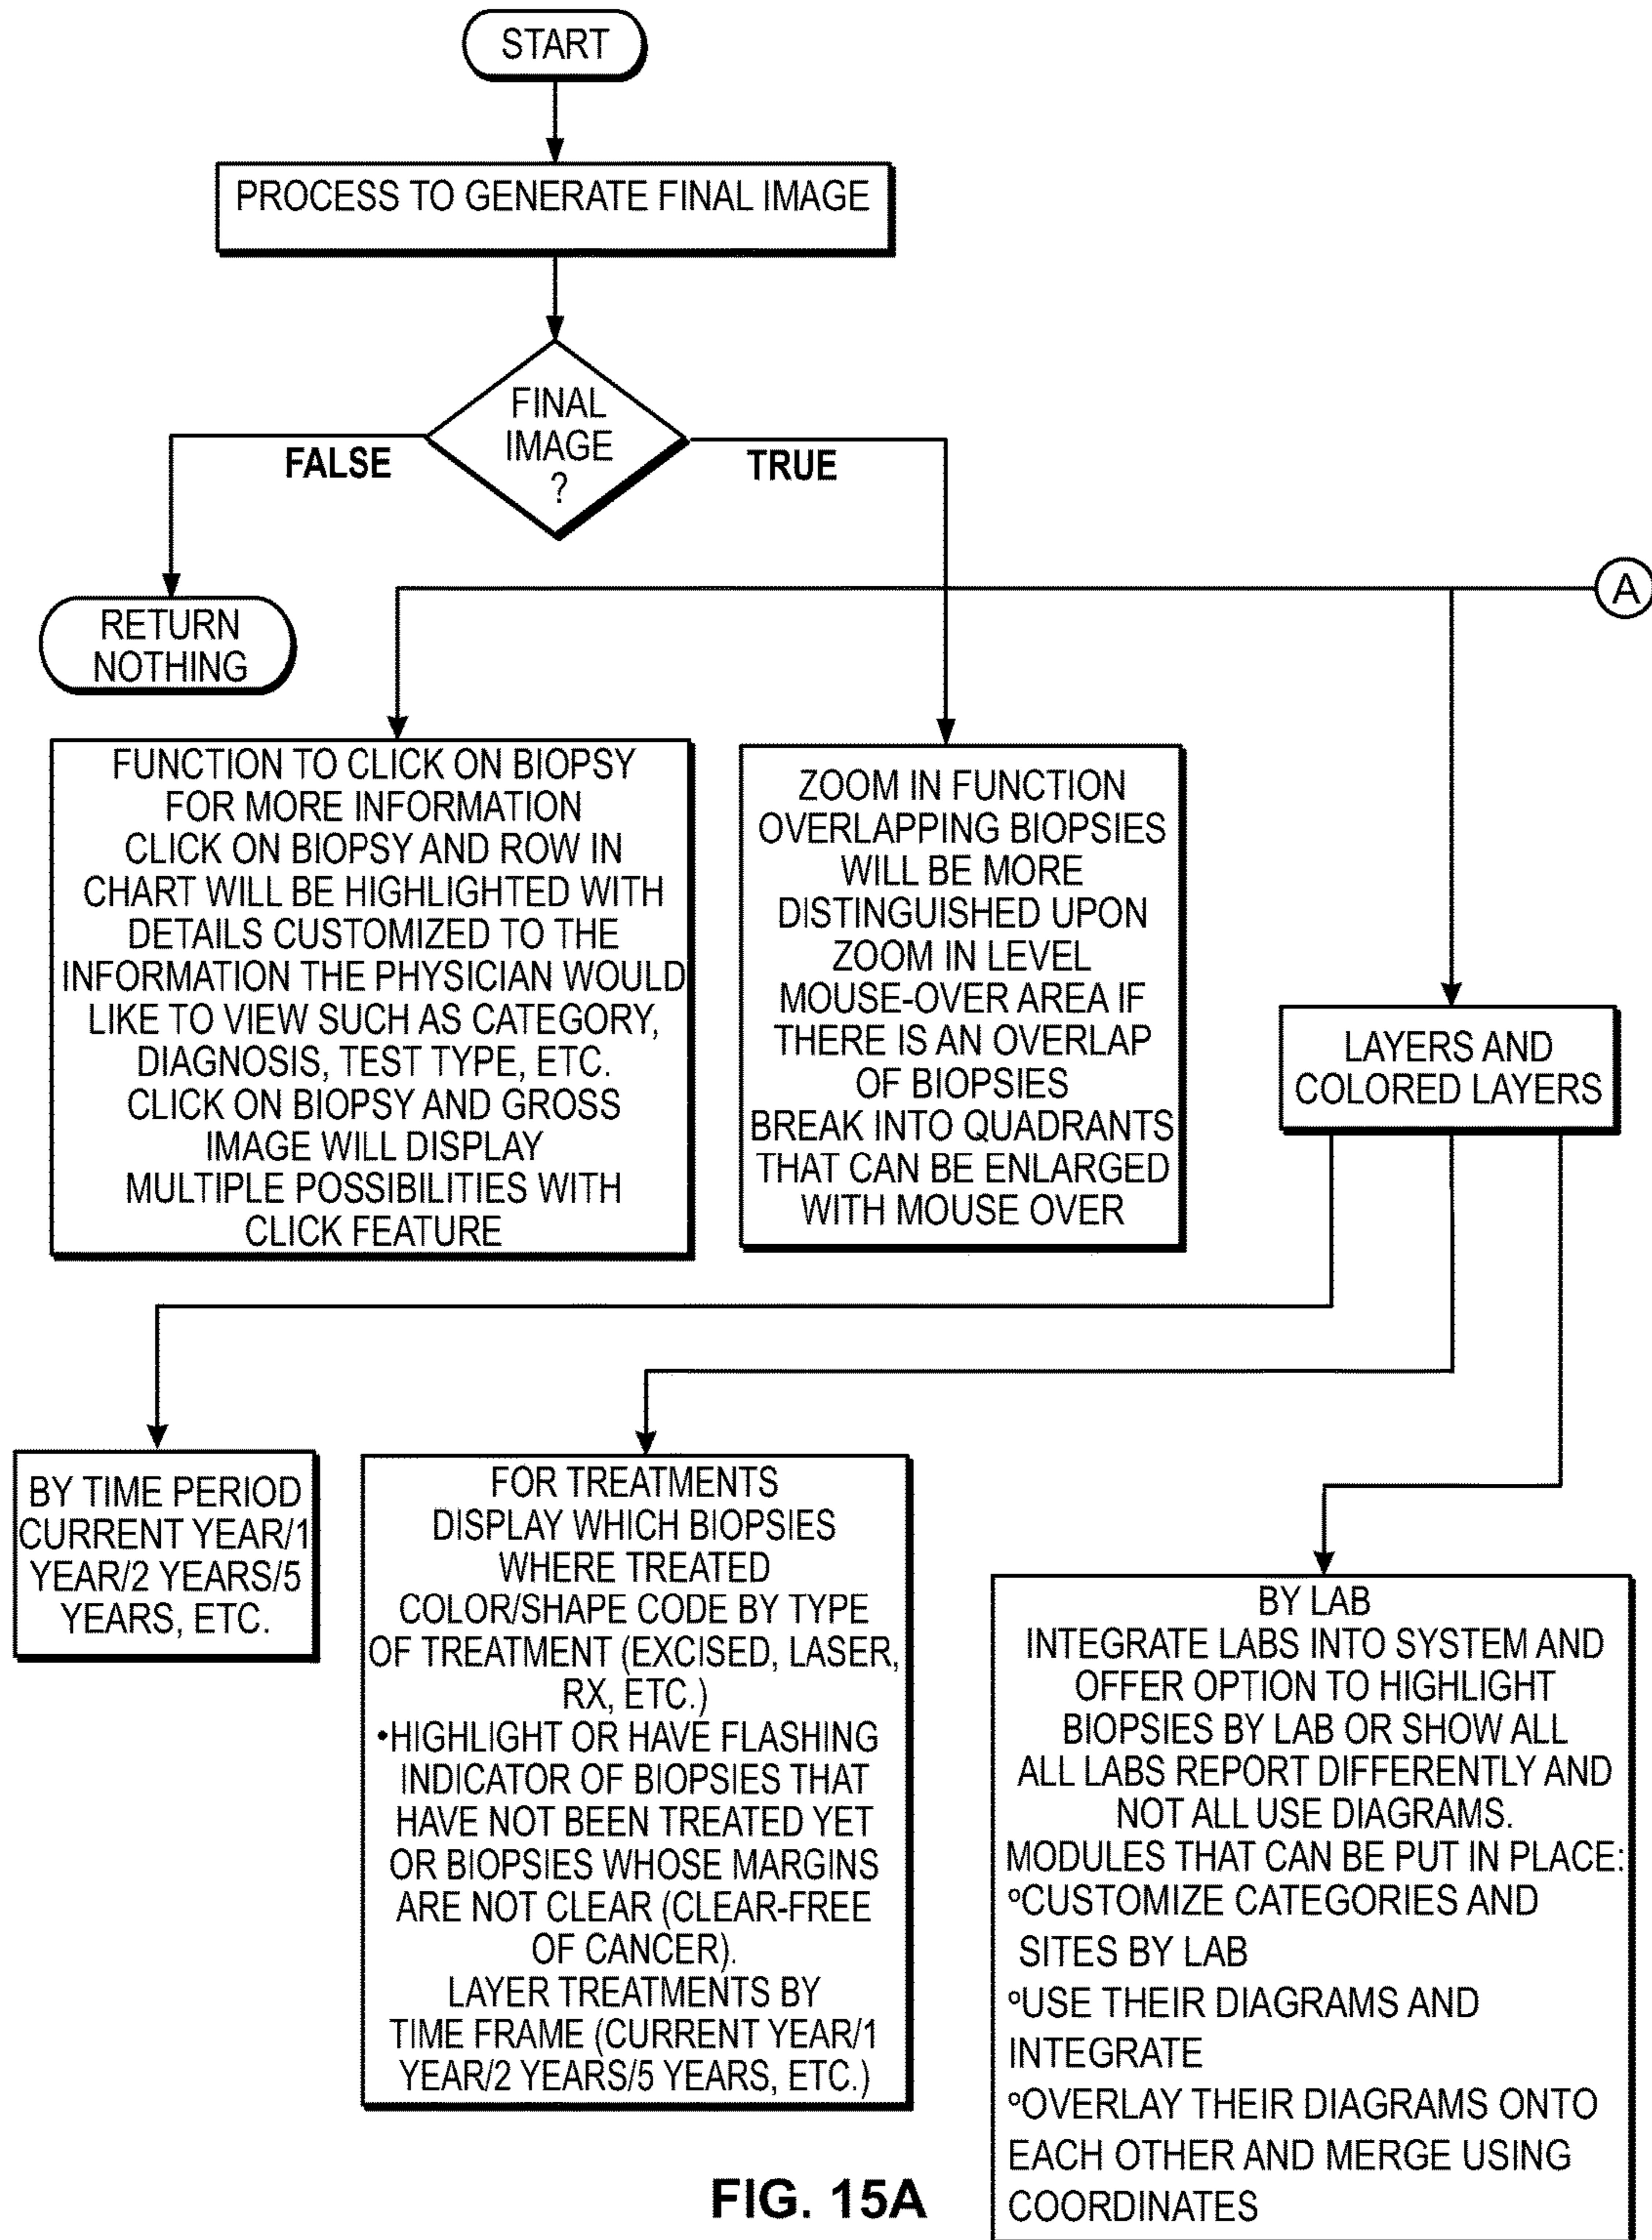 START
PROCESS TO GENERATE FINAL IMAGE
FINAL
IMAGE
?
FALSE
TRUE
A
RETURN
NOTHING
FUNCTION TO CLICK ON BIOPSY
FOR MORE INFORMATION
CLICK ON BIOPSY AND ROW IN
CHART WILL BE HIGHLIGHTED WITH
DETAILS CUSTOMIZED TO THE
INFORMATION THE PHYSICIAN WOULD
LIKE TO VIEW SUCH AS CATEGORY,
DIAGNOSIS, TEST TYPE, ETC.
CLICK ON BIOPSY AND GROSS
IMAGE WILL DISPLAY
MULTIPLE POSSIBILITIES WITH
CLICK FEATURE
ZOOM IN FUNCTION
OVERLAPPING BIOPSIES
WILL BE MORE
DISTINGUISHED UPON
ZOOM IN LEVEL
MOUSE-OVER AREA IF
THERE IS AN OVERLAP
OF BIOPSIES
BREAK INTO QUADRANTS
THAT CAN BE ENLARGED
WITH MOUSE OVER
LAYERS AND
COLORED LAYERS
BY TIME PERIOD
CURRENT YEAR/1
YEAR/2 YEARS/5
YEARS, ETC.
FOR TREATMENTS
DISPLAY WHICH BIOPSIES
WHERE TREATED
COLOR/SHAPE CODE BY TYPE
OF TREATMENT (EXCISED, LASER,
RX, ETC.)
•HIGHLIGHT OR HAVE FLASHING
INDICATOR OF BIOPSIES THAT
HAVE NOT BEEN TREATED YET
OR BIOPSIES WHOSE MARGINS
ARE NOT CLEAR (CLEAR-FREE
OF CANCER).
LAYER TREATMENTS BY
TIME FRAME (CURRENT YEAR/1
YEAR/2 YEARS/5 YEARS, ETC.)
BY LAB
INTEGRATE LABS INTO SYSTEM AND
OFFER OPTION TO HIGHLIGHT
BIOPSIES BY LAB OR SHOW ALL
ALL LABS REPORT DIFFERENTLY AND
NOT ALL USE DIAGRAMS.
MODULES THAT CAN BE PUT IN PLACE:
ºCUSTOMIZE CATEGORIES AND
SITES BY LAB
ºUSE THEIR DIAGRAMS AND
INTEGRATE
ºOVERLAY THEIR DIAGRAMS ONTO
EACH OTHER AND MERGE USING
COORDINATES
FIG. 15A